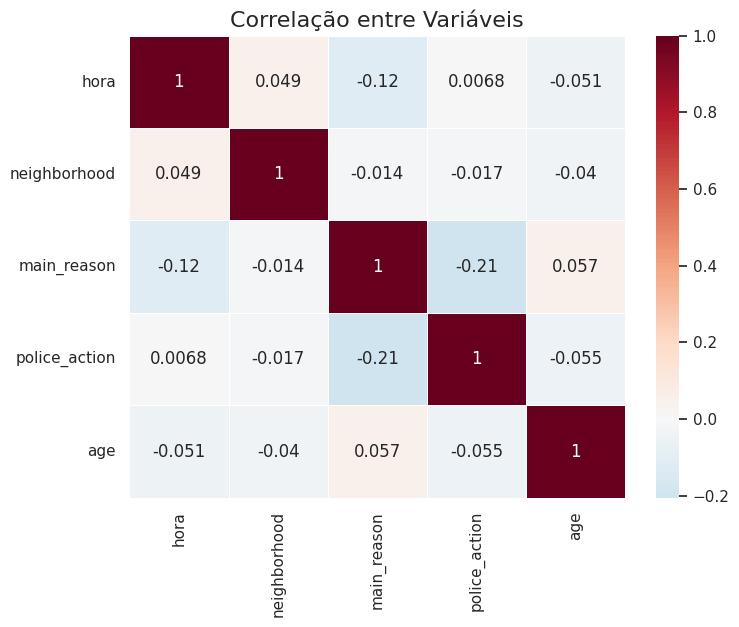 Correlação entre Variáveis
hora 1 0.049 -0.12 0.0068 -0.051
neighborhood 0.049 1 -0.014 -0.017 -0.04
main_reason -0.12 -0.014 1 -0.21 0.057
police_action 0.0068 -0.017 -0.21 1 -0.055
age -0.051 -0.04 0.057 -0.055 1
hora
neighborhood
main_reason
police_action
age
1.0
0.8
0.6
0.4
0.2
0.0
−0.2